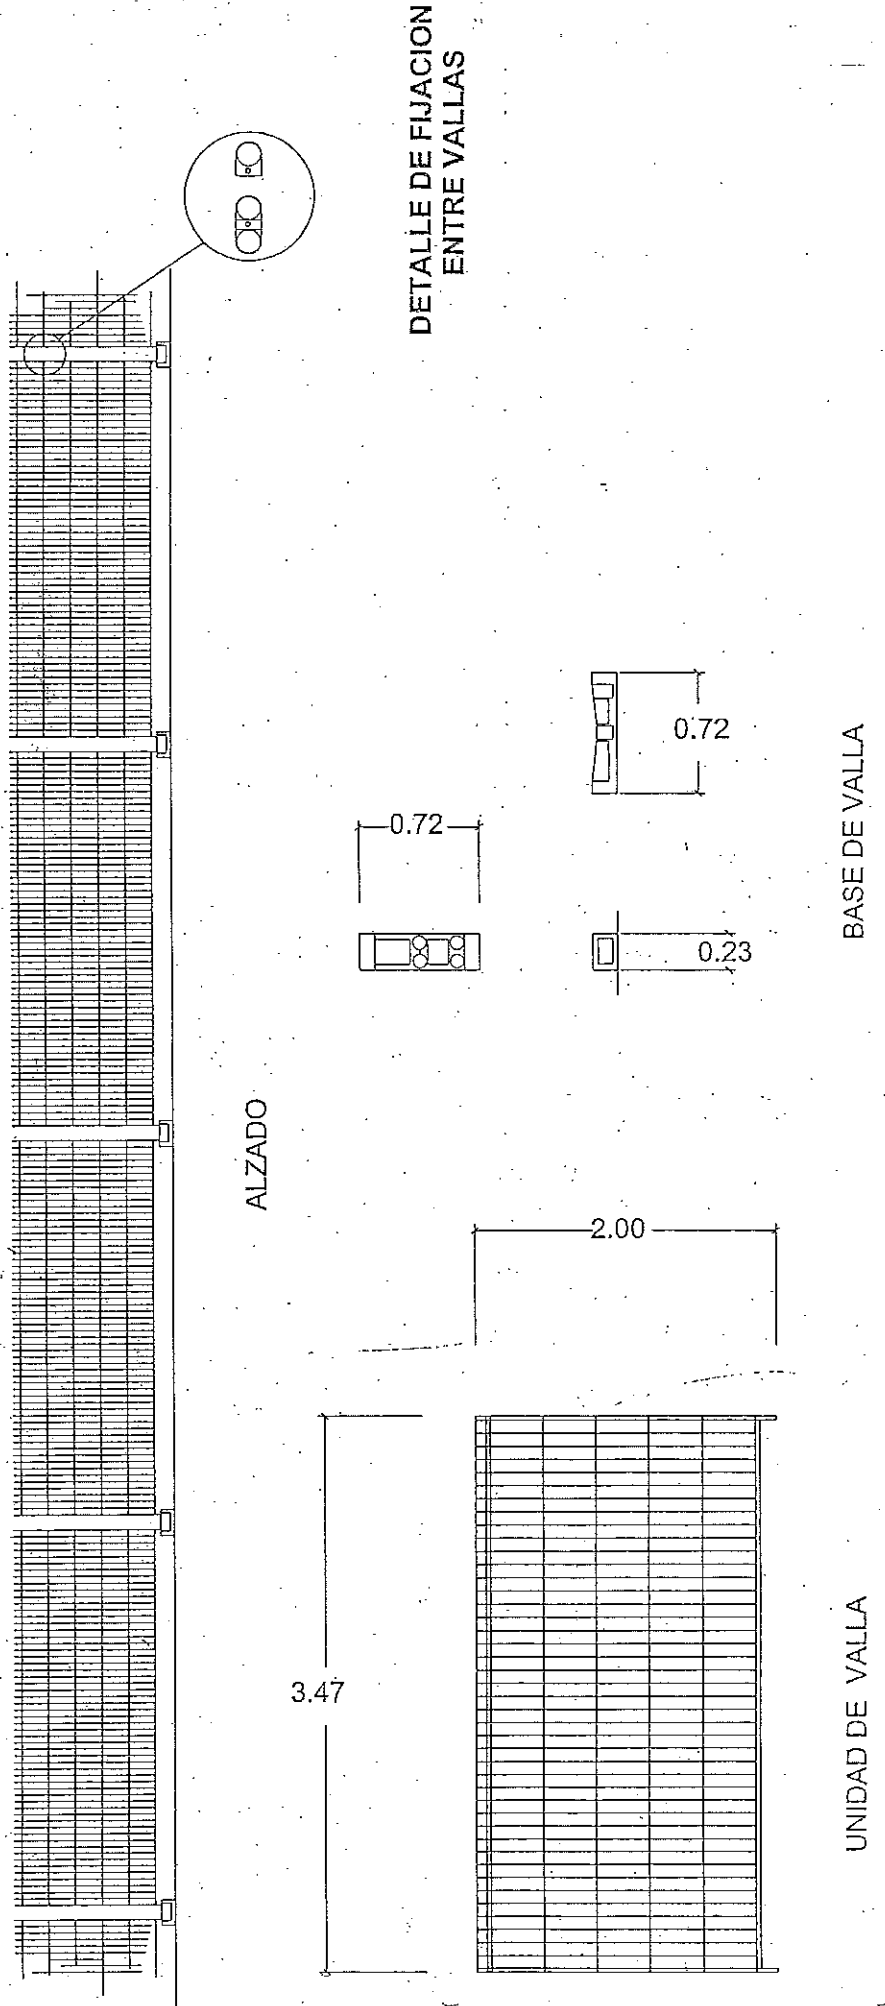 DETALLE DE FIJACION
ENTRE VALLAS
ALZADO
0.72
0.72
0.23
BASE DE VALLA
2.00
3.47
UNIDAD DE VALLA